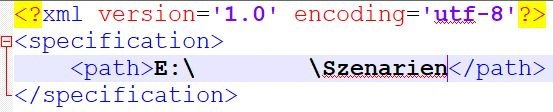 <?xml version='1.0' encoding='utf-8'?>
<specification>
<path>E:\ \Szenarien</path>
</specification>